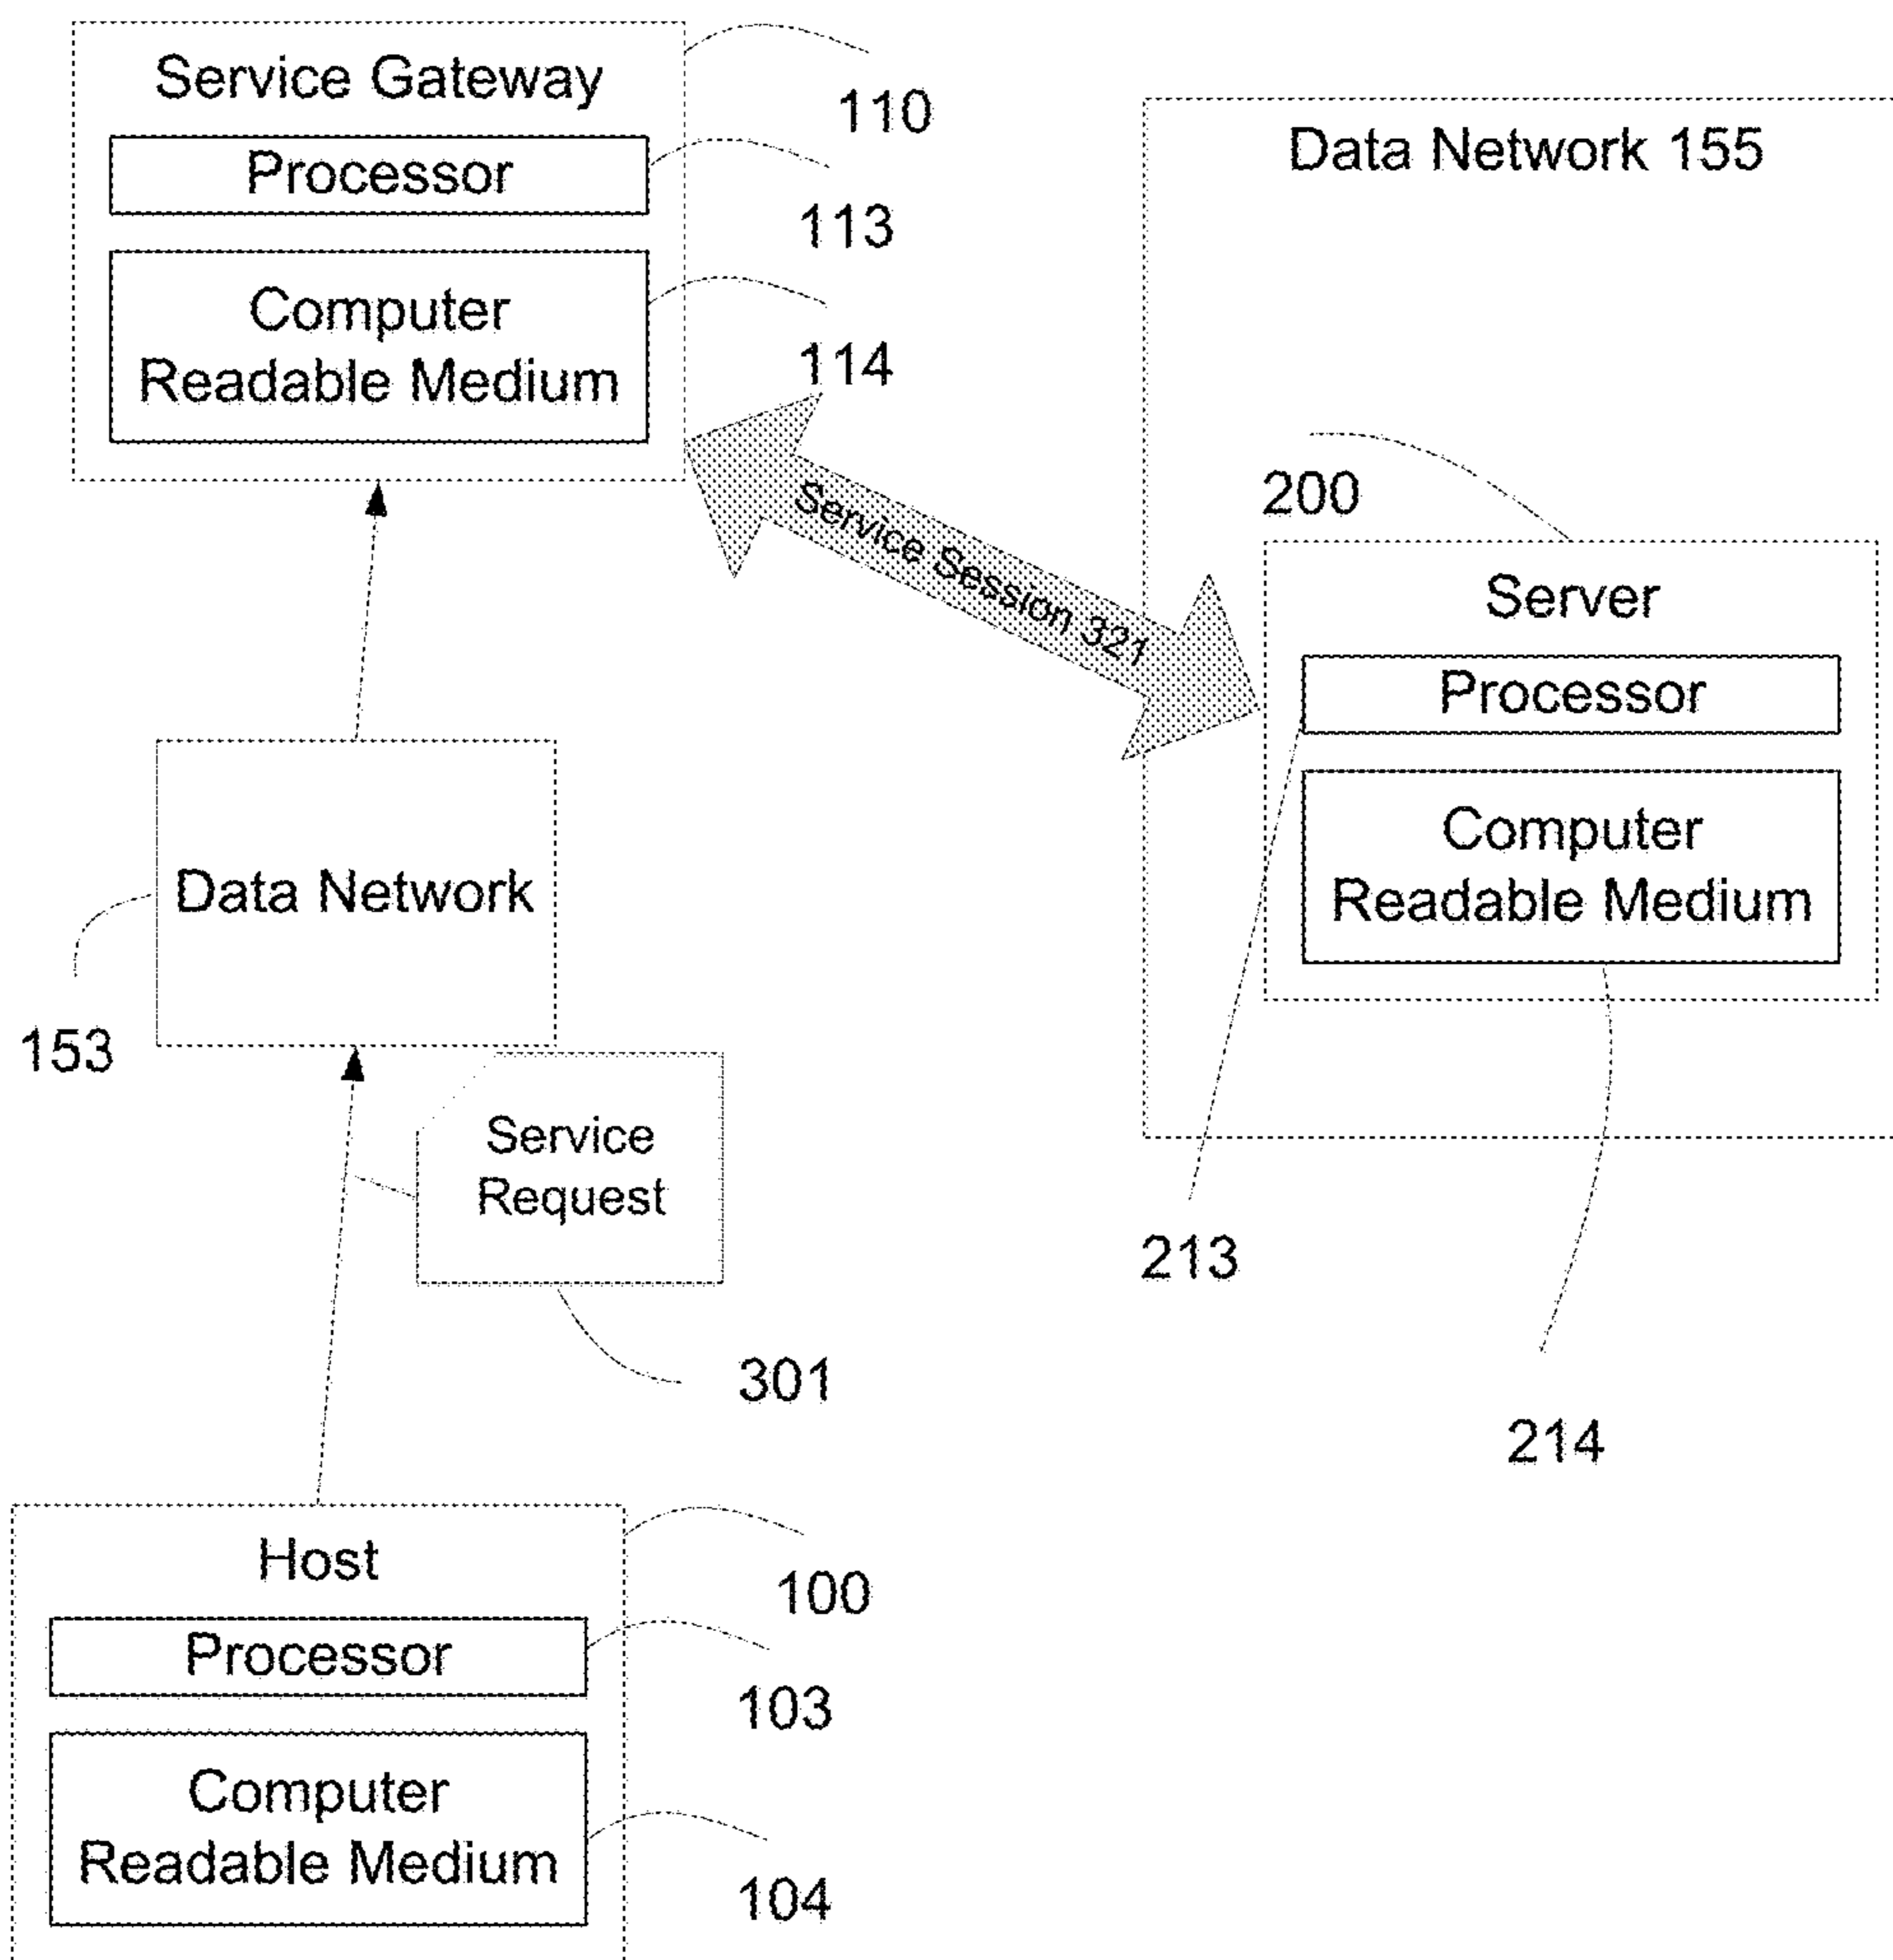 Service Gateway
110
Processor
113
Computer
Readable Medium
114
Data Network 155
Service Session 321
200
Server
Processor
Computer
Readable Medium
213
214
Data Network
153
Service
Request
301
Host
100
Processor
103
Computer
Readable Medium
104